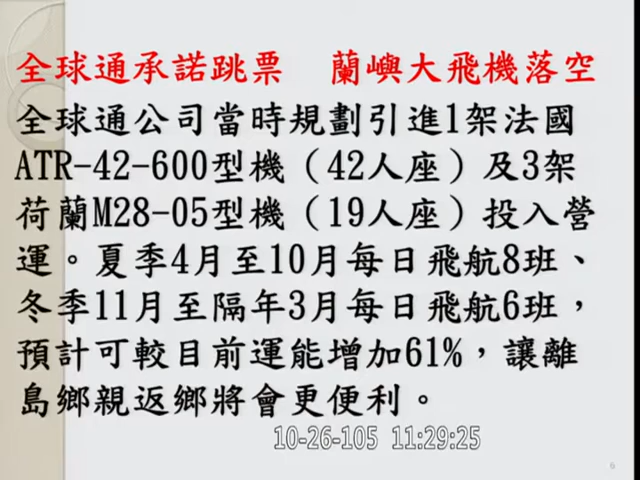 全球通承諾跳票　蘭嶼大飛機落空
全球通公司當時規劃引進1架法國
ATR-42-600型機（42人座）及3架
荷蘭M28-05型機（19人座）投入營
運。夏季4月至10月每日飛航8班、
冬季11月至隔年3月每日飛航6班，
預計可較目前運能增加61%，讓離
島鄉親返鄉將會更便利。
10-26-105 11:29:25
6